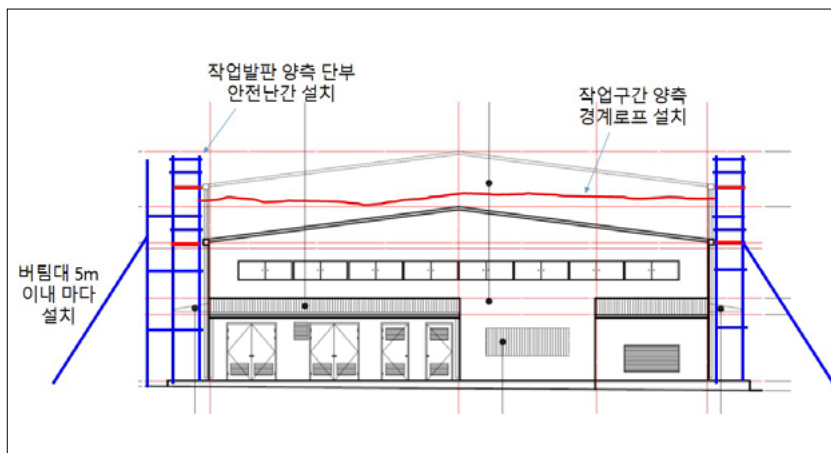 작업발판 양측 단부
안전난간 설치
작업구간 양측
경계로프 설치
버팀대 5m
이내 마다
설치